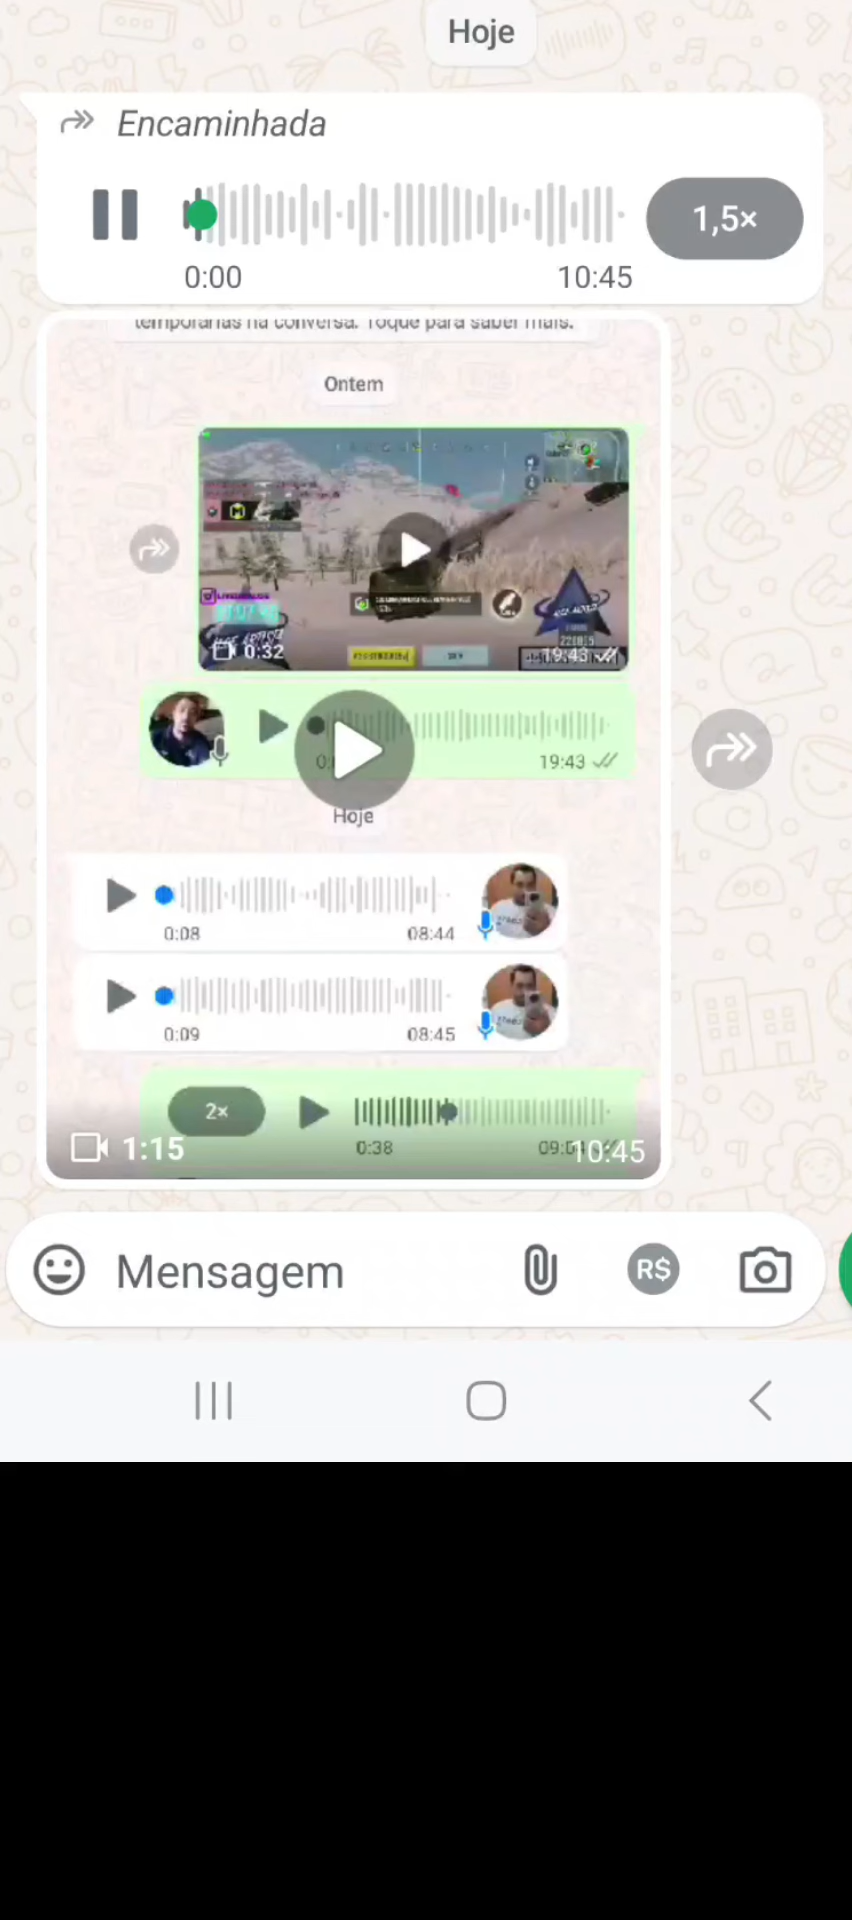 Hoje
Encaminhada
1,5×
0:00 10:45
temporárias na conversa. Toque para saber mais.
Ontem
0:32 19:43
19:43
Hoje
0:08 08:44
0:09 08:45
2×
0:38
1:15 10:45
Mensagem R$